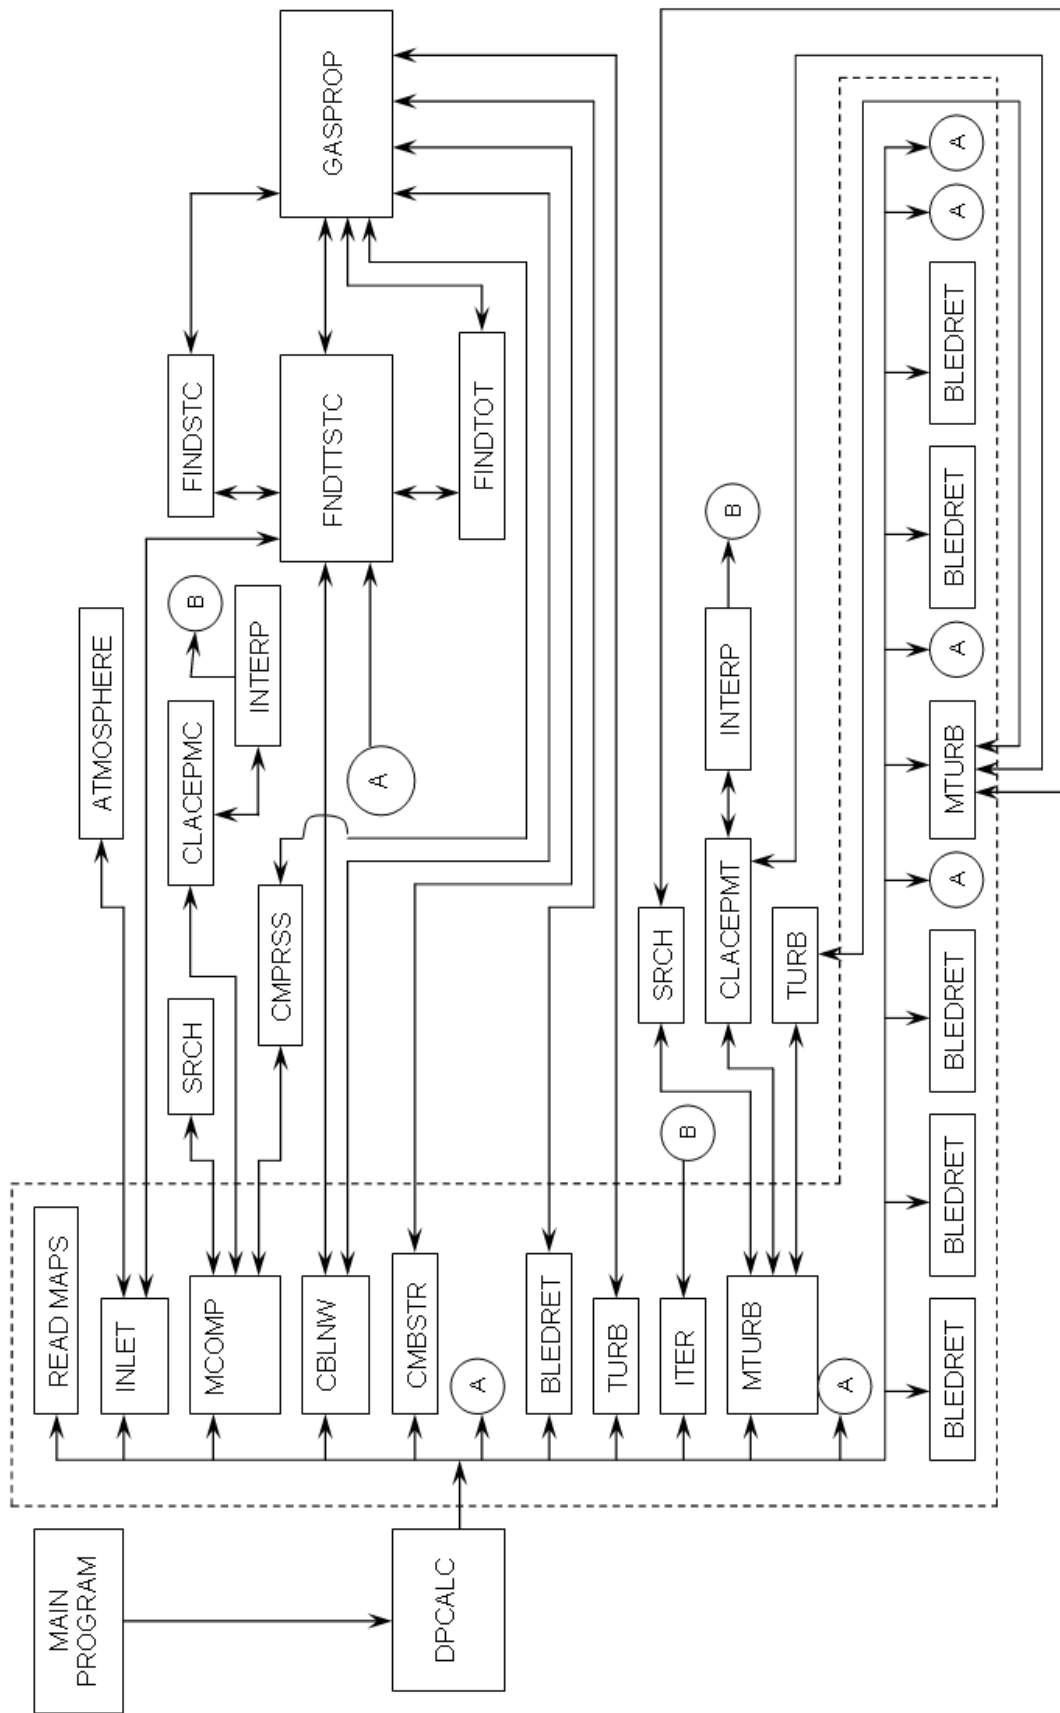 MAIN
PROGRAM
READ MAPS
ATMOSPHERE
INLET
SRCH
CLACEPMC
B
FINDSTC
MCOMP
INTERP
CMPRSS
CBLNW
FNDTTSTC
GASPROP
A
CMBSTR
DPCALC
A
FINDTOT
BLEDRET
TURB
SRCH
ITER
B
CLACEPMT
INTERP
B
MTURB
TURB
A
BLEDRET
BLEDRET
BLEDRET
A
MTURB
A
BLEDRET
BLEDRET
A
A